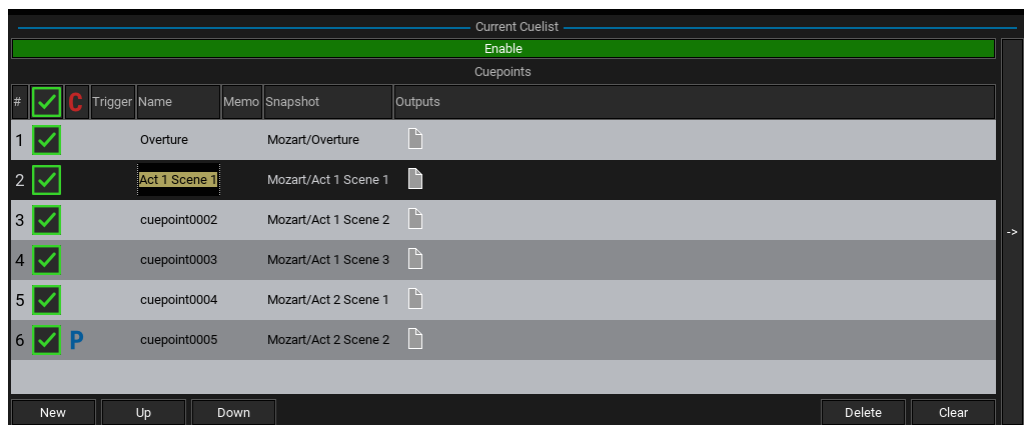 Current Cuelist
Enable
Cuepoints
# C Trigger Name Memo Snapshot Outputs
1 Overture Mozart/Overture
2 Act 1 Scene 1 Mozart/Act 1 Scene 1
3 cuepoint0002 Mozart/Act 1 Scene 2
4 cuepoint0003 Mozart/Act 1 Scene 3
5 cuepoint0004 Mozart/Act 2 Scene 1
6 P cuepoint0005 Mozart/Act 2 Scene 2
->
New Up Down Delete Clear